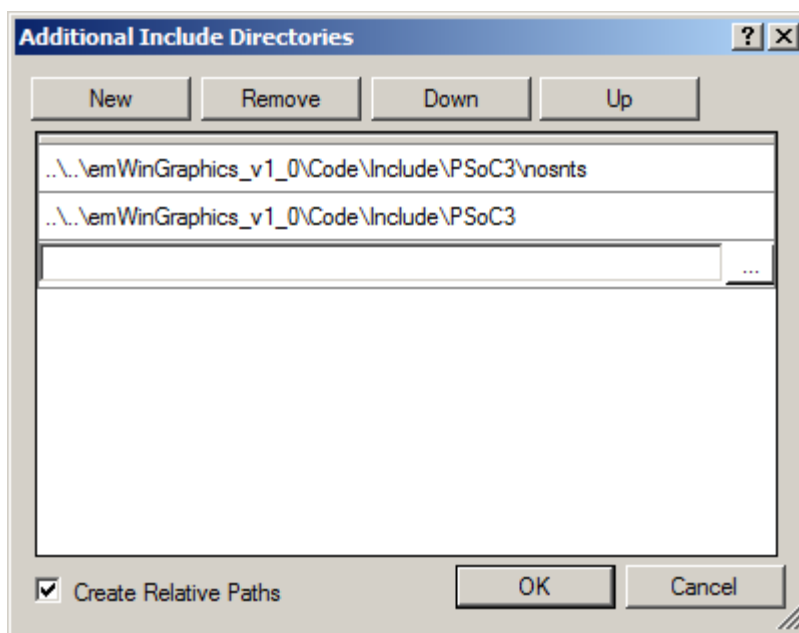 Additional Include Directories
New Remove Down Up
..\..\emWinGraphics_v1_0\Code\Include\PSoC3\nosnts
..\..\emWinGraphics_v1_0\Code\Include\PSoC3
...
Create Relative Paths OK Cancel